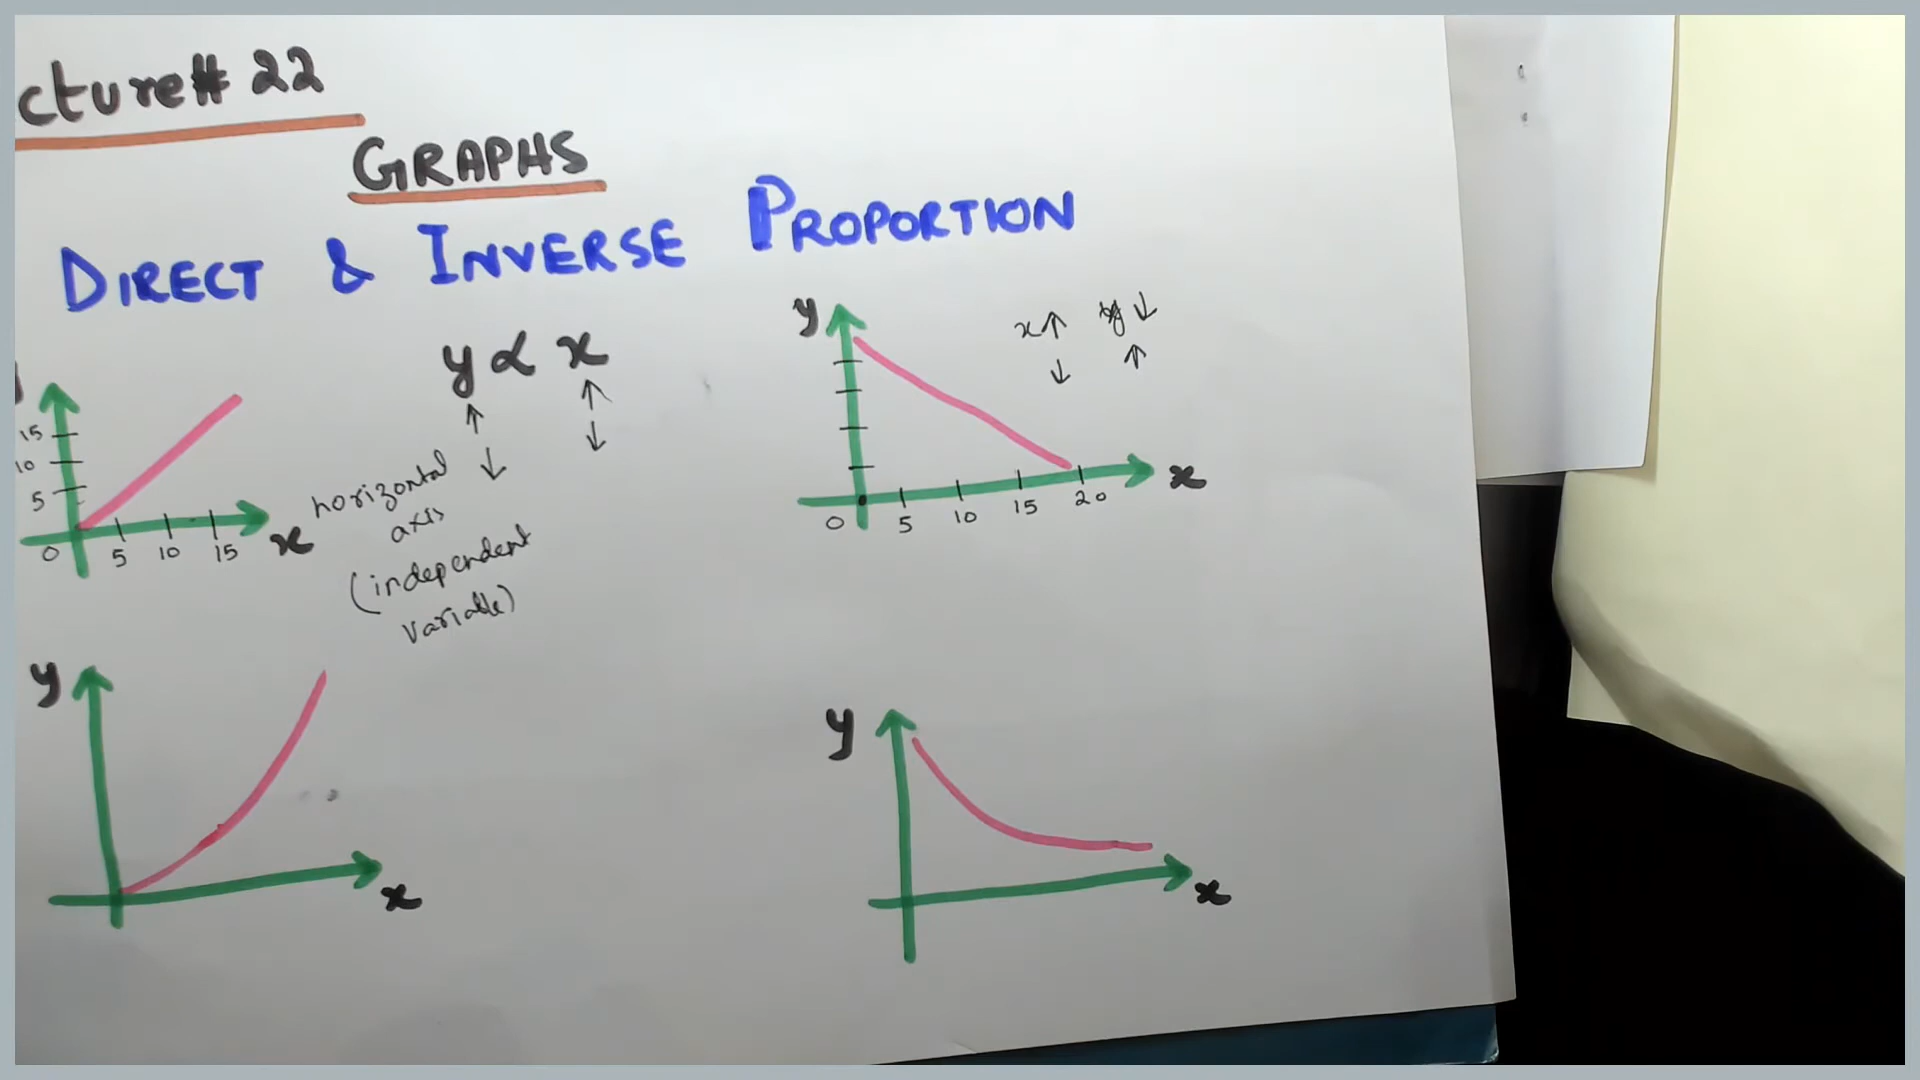 cture# 22
GRAPHS
DIRECT & INVERSE PROPORTION
y ∝ x
↑ ↑
↓ ↓
15
10
5
0 5 10 15 x
horizontal
axis
(independent
variable)
y
x↑ y↓
↓ ↑
0 5 10 15 20 x
y
x
y
x